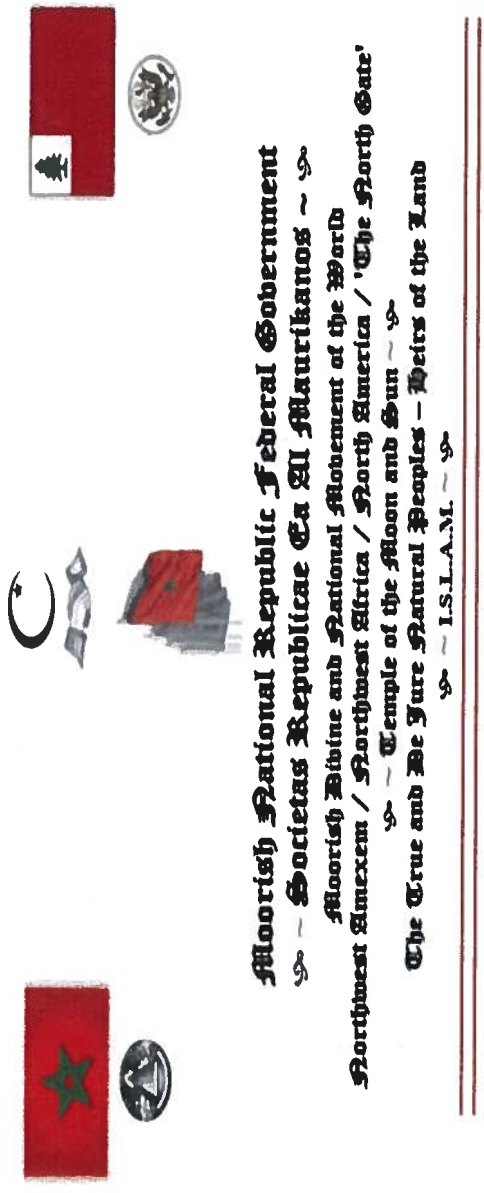 Moorish National Republic Federal Government
~ Societas Republicae Ea Al Maurikanos ~
Moorish Divine and National Movement of the World
Northwest Amexem / Northwest Africa / North America / 'The North Gate'
~ Temple of the Moon and Sun ~
The True and De Jure Natural Peoples – Heirs of the Land
~ I.S.L.A.M. ~